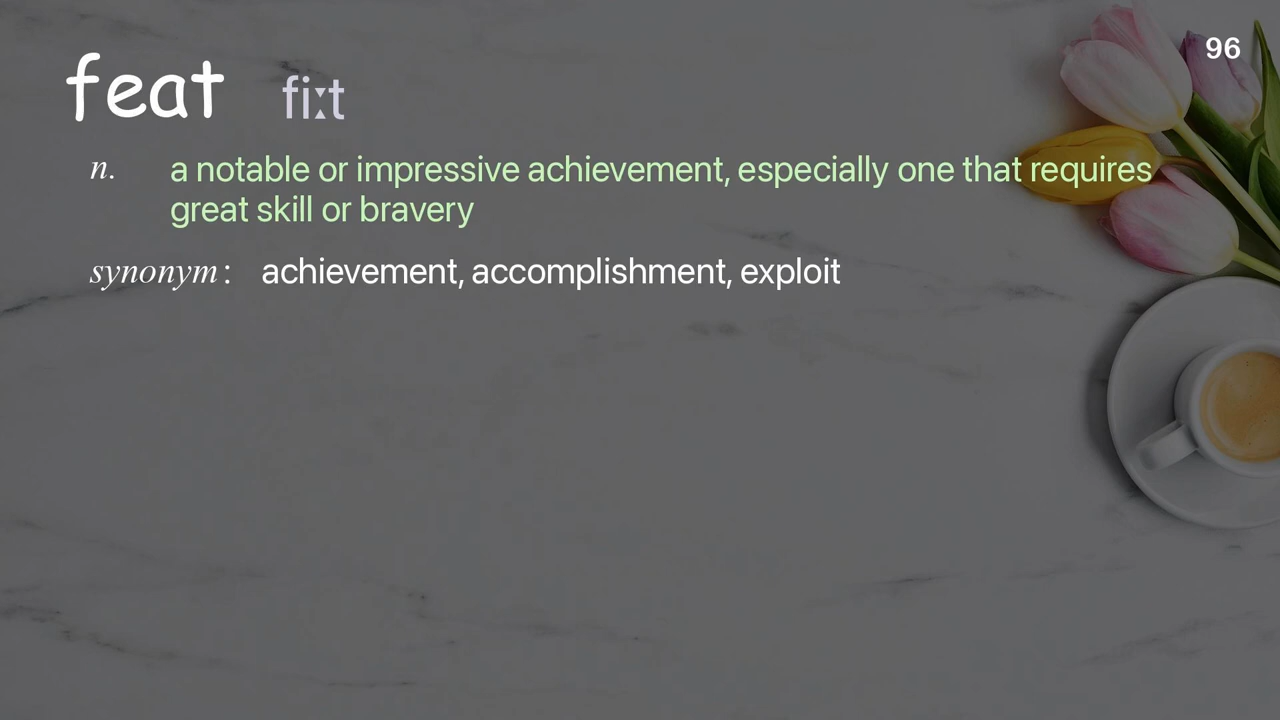 96
feat fiːt
n. a notable or impressive achievement, especially one that requires
great skill or bravery
synonym : achievement, accomplishment, exploit